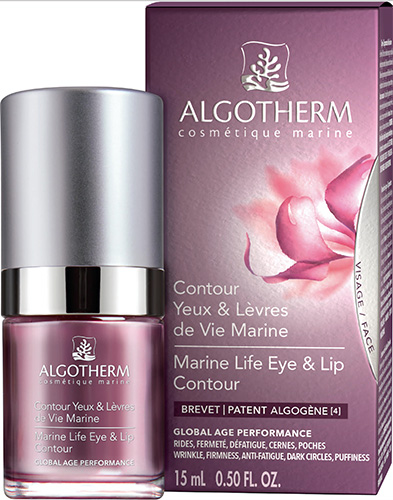 ALGOTHERM
cosmétique marine
Contour
Yeux & Lèvres
de Vie Marine
Marine Life Eye & Lip
Contour
BREVET | PATENT ALGOGÈNE [4]
GLOBAL AGE PERFORMANCE
RIDES, FERMETÉ, DÉFATIGUE, CERNES, POCHES
WRINKLE, FIRMNESS, ANTI-FATIGUE, DARK CIRCLES, PUFFINESS
15 mL 0.50 FL. OZ.
VISAGE / FACE
ALGOTHERM
cosmétique marine
Contour Yeux & Lèvres
de Vie Marine
Marine Life Eye & Lip
Contour
GLOBAL AGE PERFORMANCE